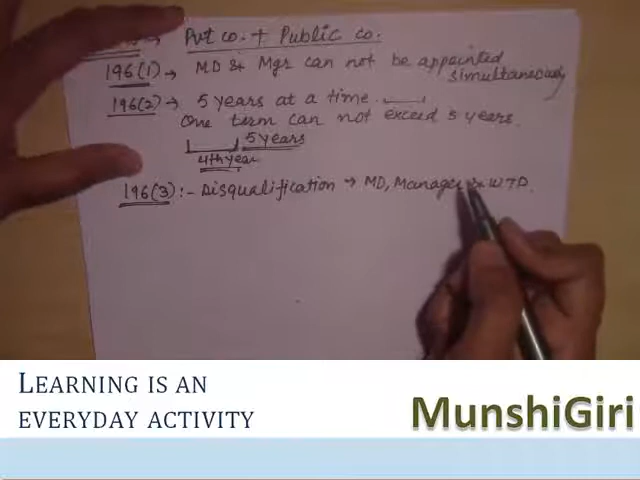 → Pvt co. + Public co.
196(1) → MD & Mgr can not be appointed
simultaneously
196(2) → 5 years at a time.
One term can not exceed 5 years.
5 years
4th year
196(3) :- Disqualification → MD, Manager & WTD.
LEARNING IS AN
EVERYDAY ACTIVITY
MunshiGiri